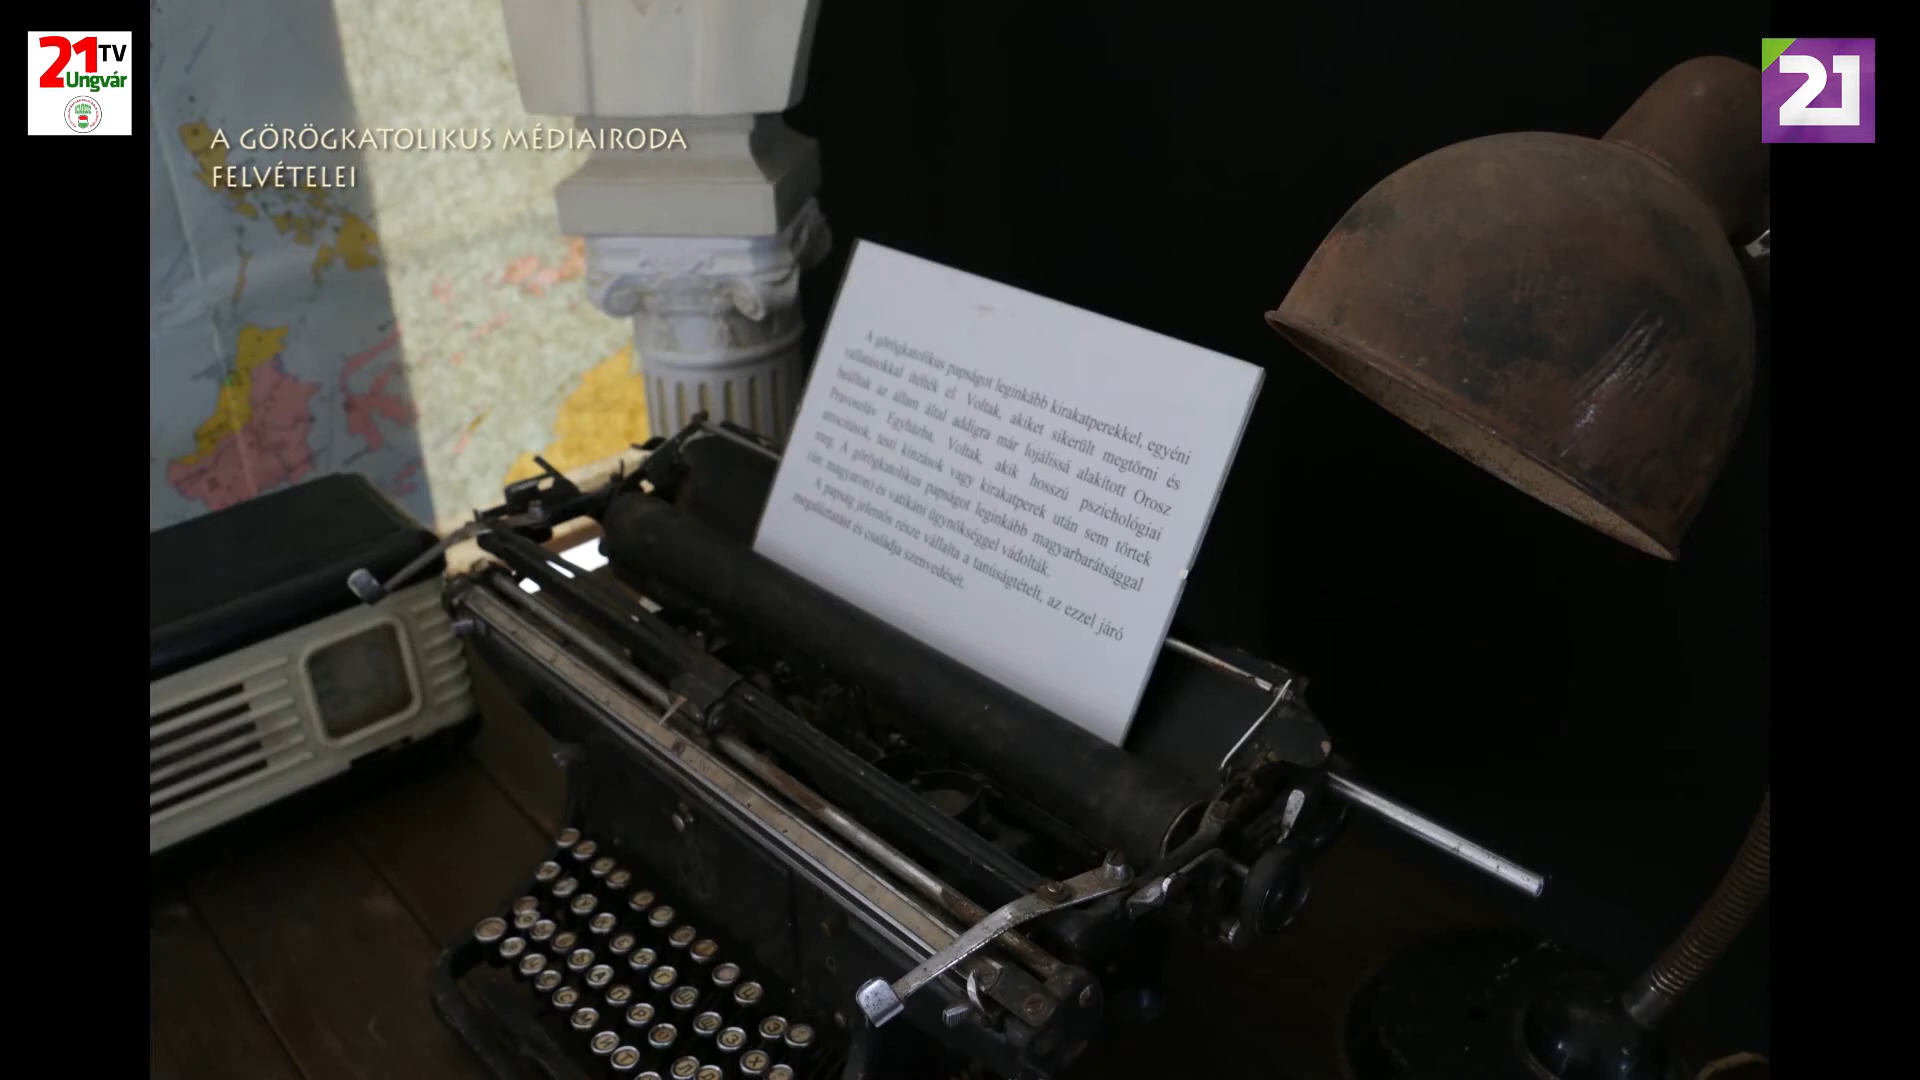 21 TV
Ungvár
21
A GÖRÖGKATOLIKUS MÉDIAIRODA
FELVÉTELEI
A görögkatolikus papságot leginkább kirakatperekkel, egyéni
vallatásokkal ítélték el. Voltak, akiket sikerült megtörni és
beálltak az állam által addigra már lojálissá alakított Orosz
Pravoszláv Egyházba. Voltak, akik hosszú pszichológiai
atrocitások, testi kínzások vagy kirakatperek után sem törtek
meg. A görögkatolikus papságot leginkább magyarbarátsággal
magyaron) és vatikáni ügynökséggel vádolták.
A papság jelentős része vállalta a tanúságtételt, az ezzel járó
megaláztatást és családja szenvedését.